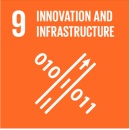 9 INNOVATION AND
INFRASTRUCTURE
010
011